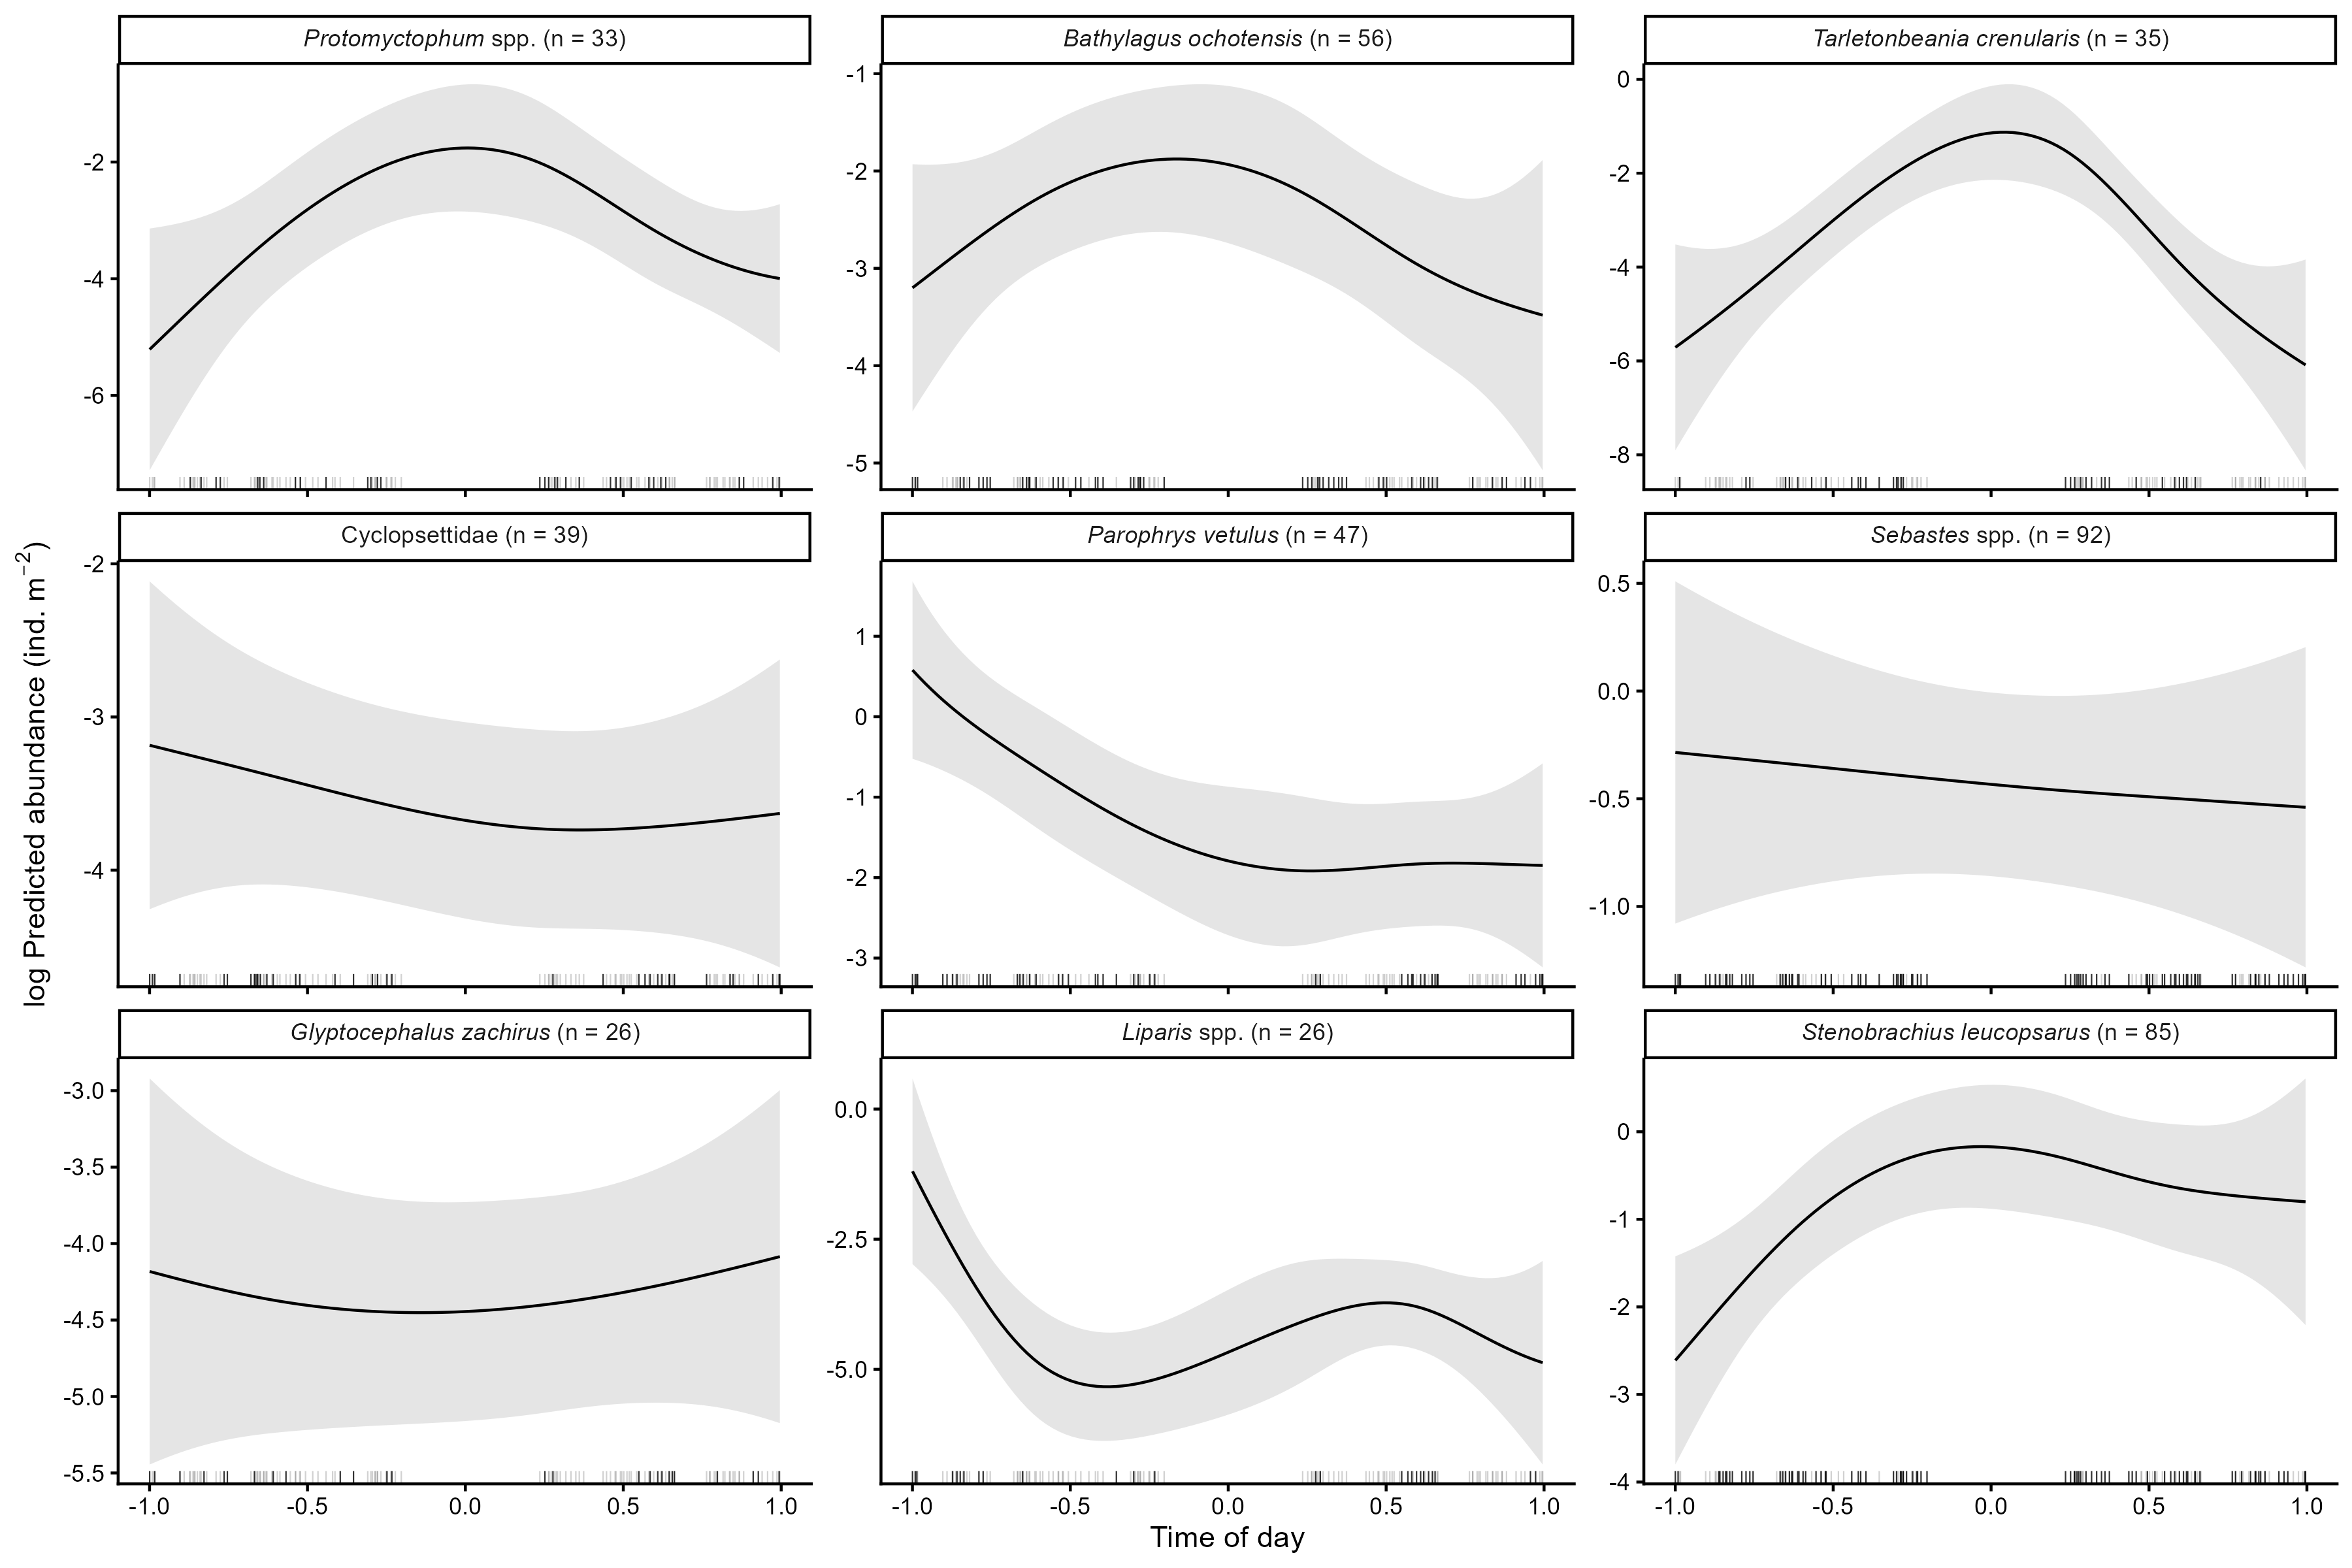 Protomyctophum spp. (n = 33)
Bathylagus ochotensis (n = 56)
Tarletonbeania crenularis (n = 35)
-2
-4
-6
-1
-2
-3
-4
-5
0
-2
-4
-6
-8
Cyclopsettidae (n = 39)
Parophrys vetulus (n = 47)
Sebastes spp. (n = 92)
-2
-3
-4
1
0
-1
-2
-3
0.5
0.0
-0.5
-1.0
log Predicted abundance (ind. m⁻²)
Glyptocephalus zachirus (n = 26)
Liparis spp. (n = 26)
Stenobrachius leucopsarus (n = 85)
-3.0
-3.5
-4.0
-4.5
-5.0
-5.5
0.0
-2.5
-5.0
0
-1
-2
-3
-4
-1.0 -0.5 0.0 0.5 1.0
-1.0 -0.5 0.0 0.5 1.0
-1.0 -0.5 0.0 0.5 1.0
Time of day